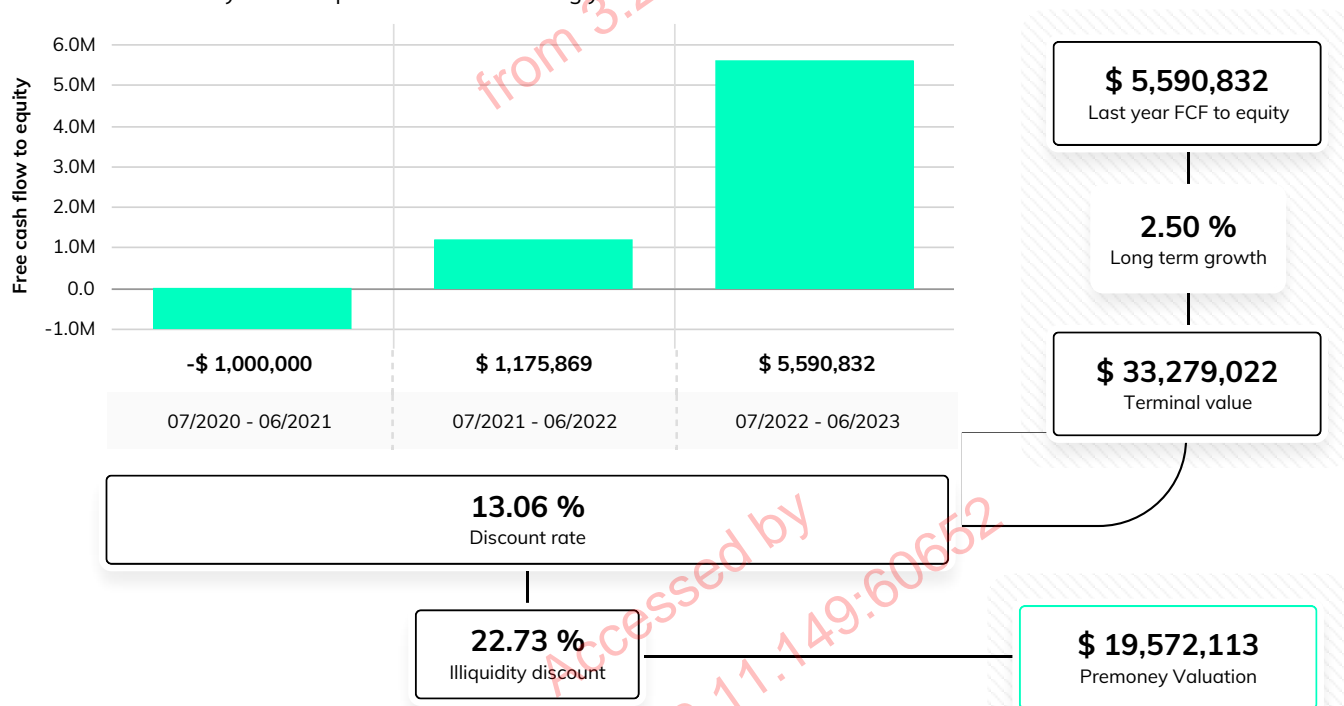 6.0M
5.0M
4.0M
3.0M
2.0M
1.0M
0.0
-1.0M
Free cash flow to equity
-$ 1,000,000
$ 1,175,869
$ 5,590,832
07/2020 - 06/2021
07/2021 - 06/2022
07/2022 - 06/2023
13.06 %
Discount rate
22.73 %
Illiquidity discount
$ 5,590,832
Last year FCF to equity
2.50 %
Long term growth
$ 33,279,022
Terminal value
$ 19,572,113
Premoney Valuation
Accessed by
from 3.2
11.149:60652